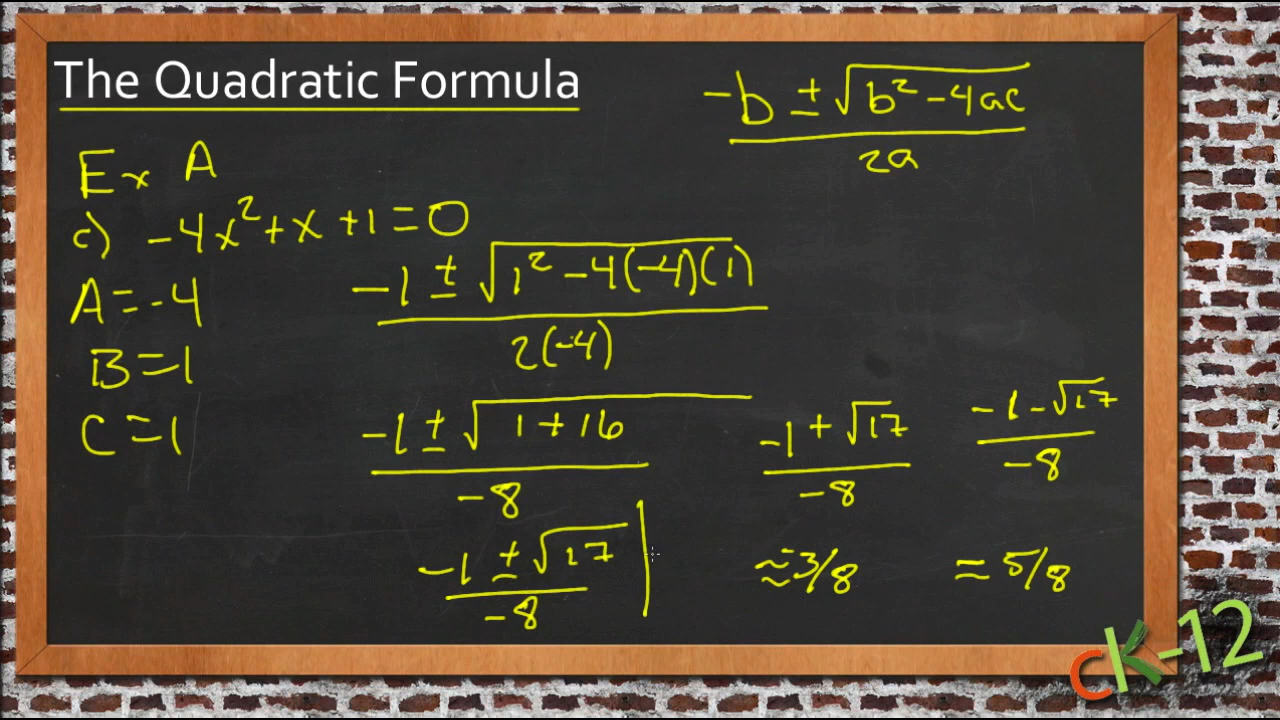 The Quadratic Formula
-b ± √b² - 4ac
2a
Ex A
c) -4x² + x + 1 = 0
A = -4
B = 1
C = 1
-1 ± √1² - 4(-4)(1)
2(-4)
-1 ± √1 + 16
-8
-1 ± √17
-8
-1 + √17
-8
≈ -3/8
-1 - √17
-8
= 5/8
CK-12